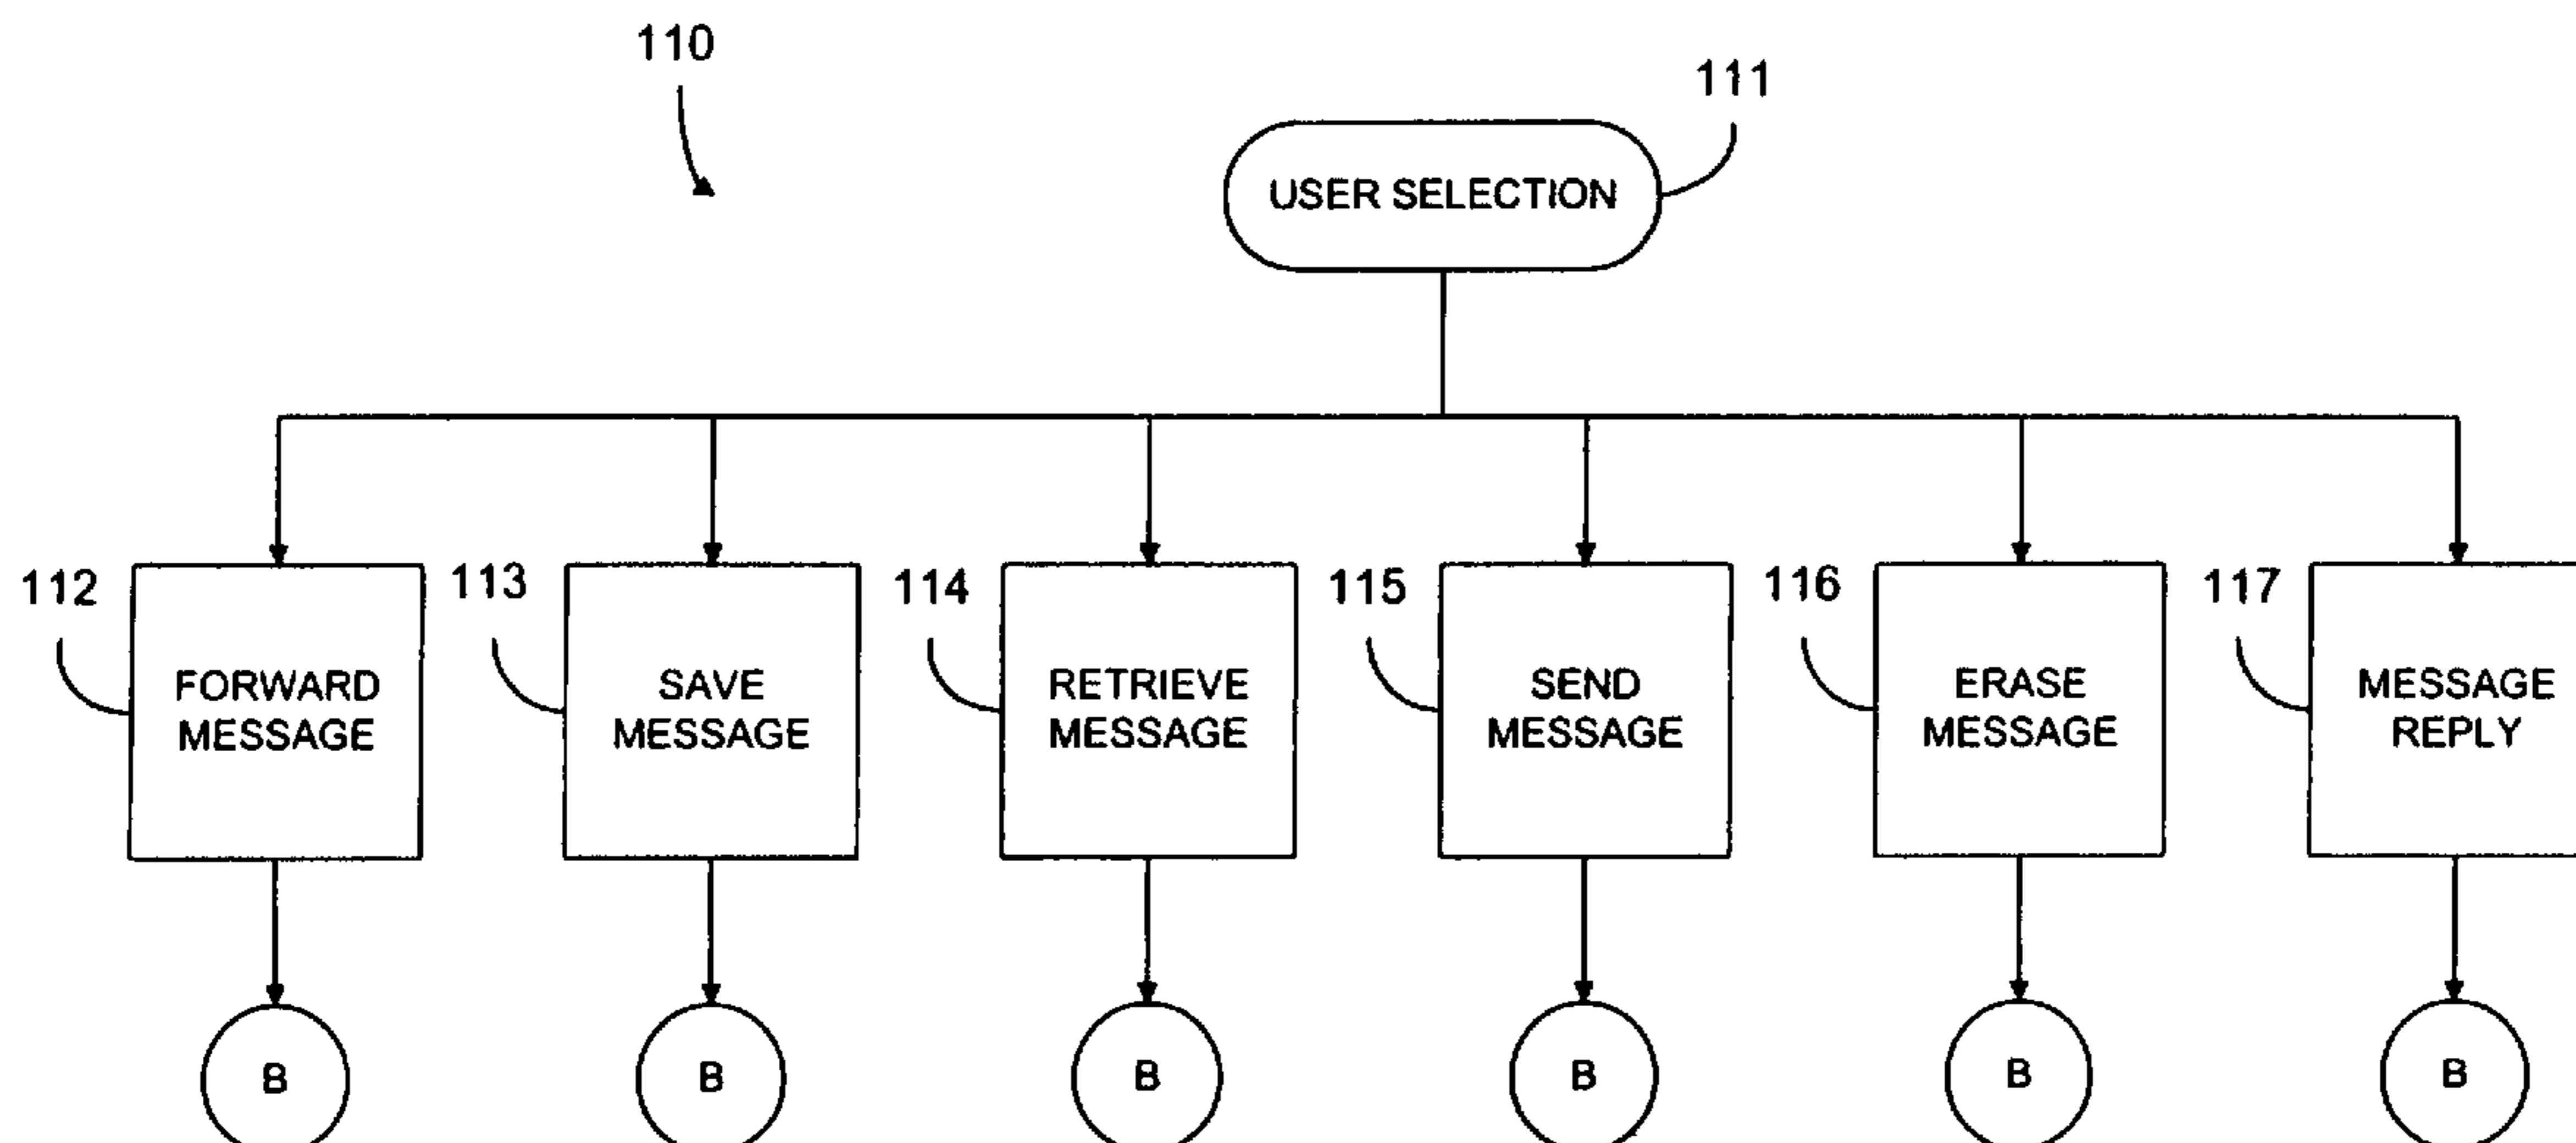 110
111
USER SELECTION
112
113
114
115
116
117
FORWARD
MESSAGE
SAVE
MESSAGE
RETRIEVE
MESSAGE
SEND
MESSAGE
ERASE
MESSAGE
MESSAGE
REPLY
B
B
B
B
B
B